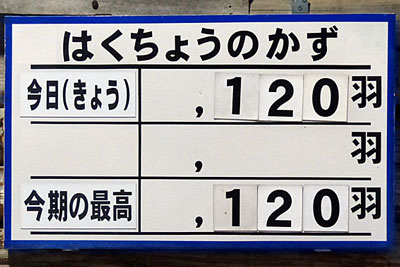 はくちょうのかず
今日(きょう) ,120羽
,羽
今期の最高 ,120羽